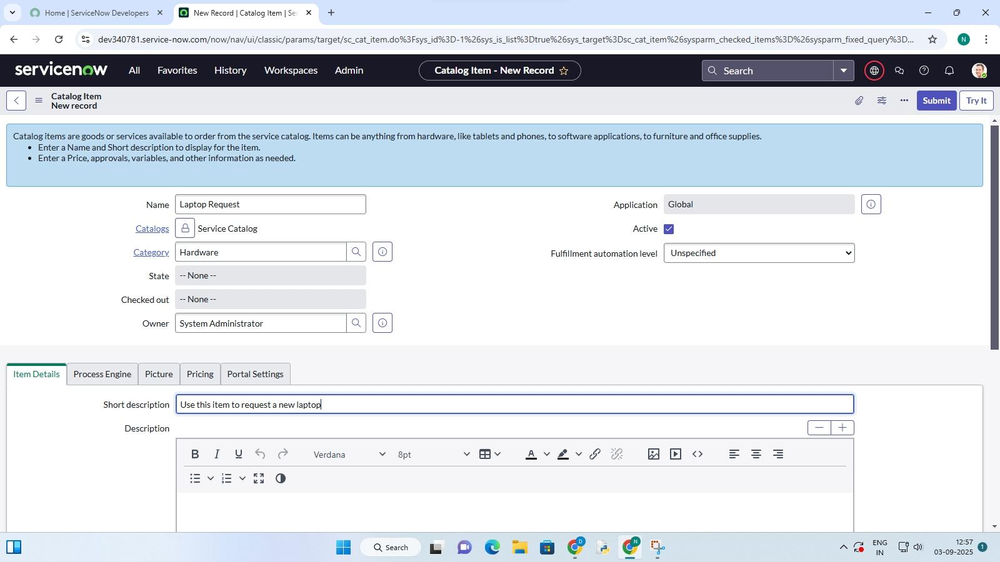 Home | ServiceNow Developers
New Record | Catalog Item | Se
dev340781.service-now.com/now/nav/ui/classic/params/target/sc_cat_item.do%3Fsys_id%3D-1%26sys_is_list%3Dtrue%26sys_target%3Dsc_cat_item%26sysparm_checked_items%3D%26sysparm_fixed_query%3D...
N
servicenow
All
Favorites
History
Workspaces
Admin
Catalog Item - New Record
Search
Catalog Item
New record
Submit
Try It
Catalog items are goods or services available to order from the service catalog. Items can be anything from hardware, like tablets and phones, to software applications, to furniture and office supplies.
• Enter a Name and Short description to display for the item.
• Enter a Price, approvals, variables, and other information as needed.
Name
Laptop Request
Application
Global
Catalogs
Service Catalog
Active
Category
Hardware
Fulfillment automation level
Unspecified
State
-- None --
Checked out
-- None --
Owner
System Administrator
Item Details
Process Engine
Picture
Pricing
Portal Settings
Short description
Use this item to request a new laptop
Description
B I U
Verdana
8pt
A
Search
D
N
ENG
IN
12:57
03-09-2025
1